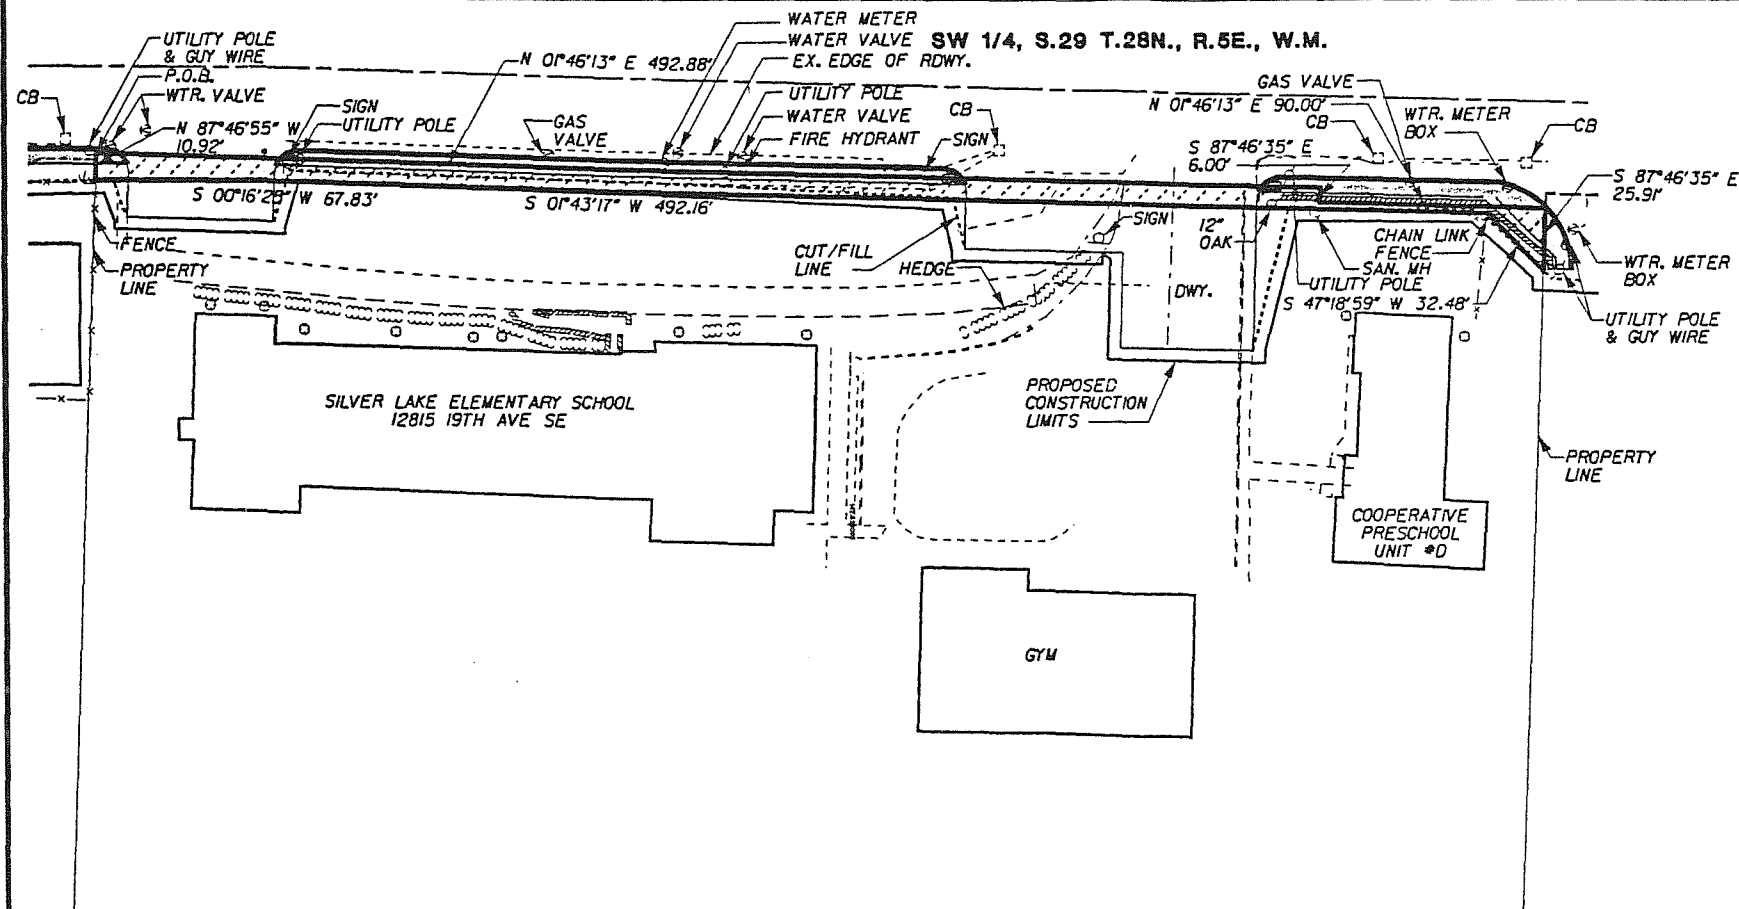 WATER METER
WATER VALVE
SW 1/4, S.29 T.28N., R.5E., W.M.
EX. EDGE OF RDWY.
UTILITY POLE
& GUY WIRE
P.O.B.
WTR. VALVE
CB
N 87°46'55" W
10.92'
SIGN
UTILITY POLE
N 01°46'13" E 492.88'
GAS
VALVE
UTILITY POLE
WATER VALVE
FIRE HYDRANT
CB
SIGN
GAS VALVE
N 01°46'13" E 90.00'
CB
WTR. METER
BOX
CB
S 87°46'35" E
6.00'
S 87°46'35" E
25.91'
S 67.83'
S 01°43'17" W 492.16'
SIGN
12"
OAK
CHAIN LINK
FENCE
SAN. MH
UTILITY POLE
S 47°18'59" W 32.48'
WTR. METER
BOX
UTILITY POLE
& GUY WIRE
FENCE
PROPERTY
LINE
CUT/FILL
LINE
HEDGE
DWY.
SILVER LAKE ELEMENTARY SCHOOL
12815 19TH AVE SE
PROPOSED
CONSTRUCTION
LIMITS
PROPERTY
LINE
COOPERATIVE
PRESCHOOL
UNIT #D
GYM